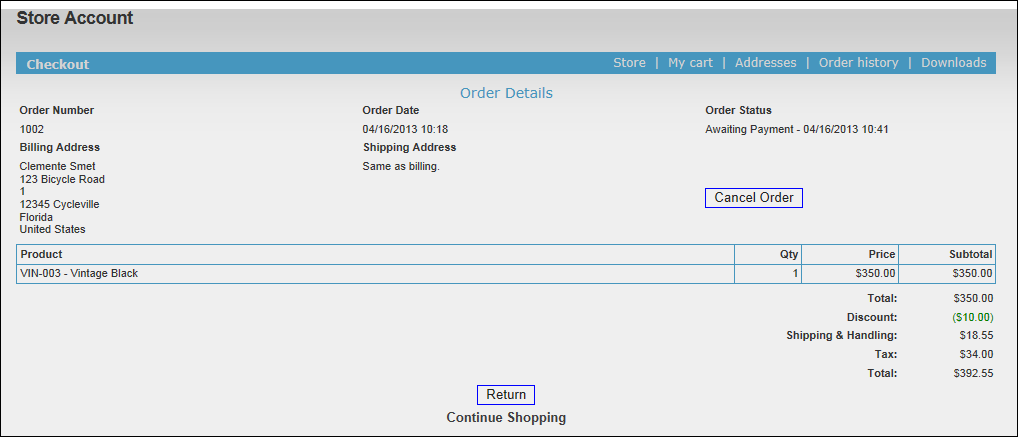 Store Account
Checkout Store | My cart | Addresses | Order history | Downloads
Order Details
Order Number Order Date Order Status
1002 04/16/2013 10:18 Awaiting Payment - 04/16/2013 10:41
Billing Address Shipping Address
Clemente Smet Same as billing.
123 Bicycle Road
1
12345 Cycleville
Florida
United States
Cancel Order
Product Qty Price Subtotal
VIN-003 - Vintage Black 1 $350.00 $350.00
Total: $350.00
Discount: ($10.00)
Shipping & Handling: $18.55
Tax: $34.00
Total: $392.55
Return
Continue Shopping